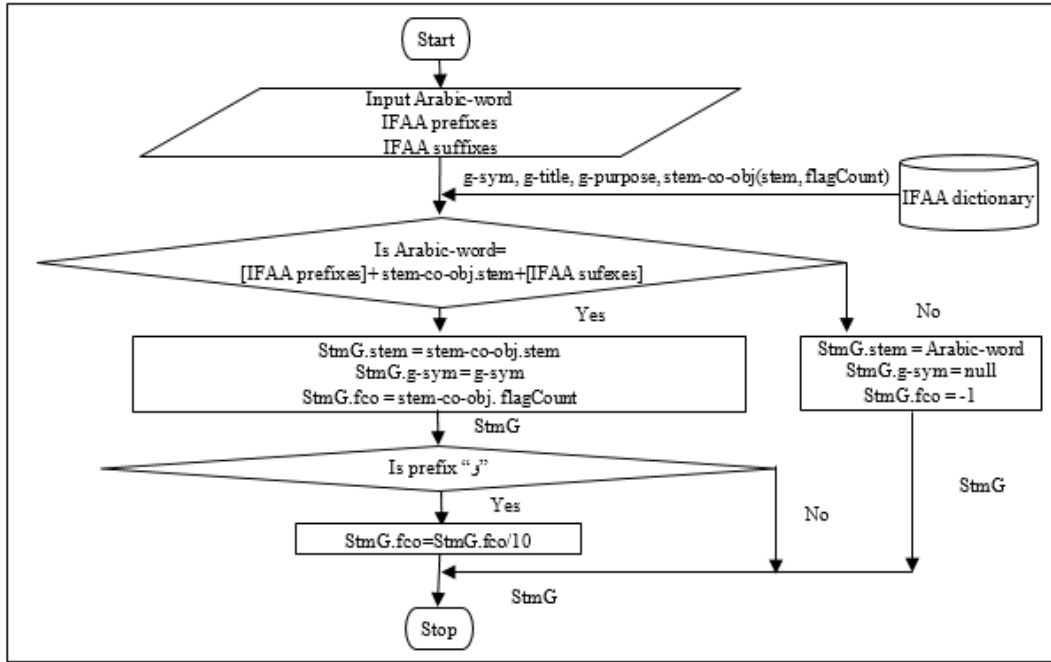 Start
Input Arabic-word
IFAA prefixes
IFAA suffixes
g-sym, g-title, g-purpose, stem-co-obj(stem, flagCount)
IFAA dictionary
Is Arabic-word=
[IFAA prefixes]+ stem-co-obj.stem+[IFAA sufexes]
Yes
No
StmG.stem = stem-co-obj.stem
StmG.g-sym= g-sym
StmG.fco = stem-co-obj. flagCount
StmG.stem = Arabic-word
StmG.g-sym = null
StmG.fco = -1
StmG
Is prefix “و”
StmG
Yes
No
StmG.fco=StmG.fco/10
StmG
Stop